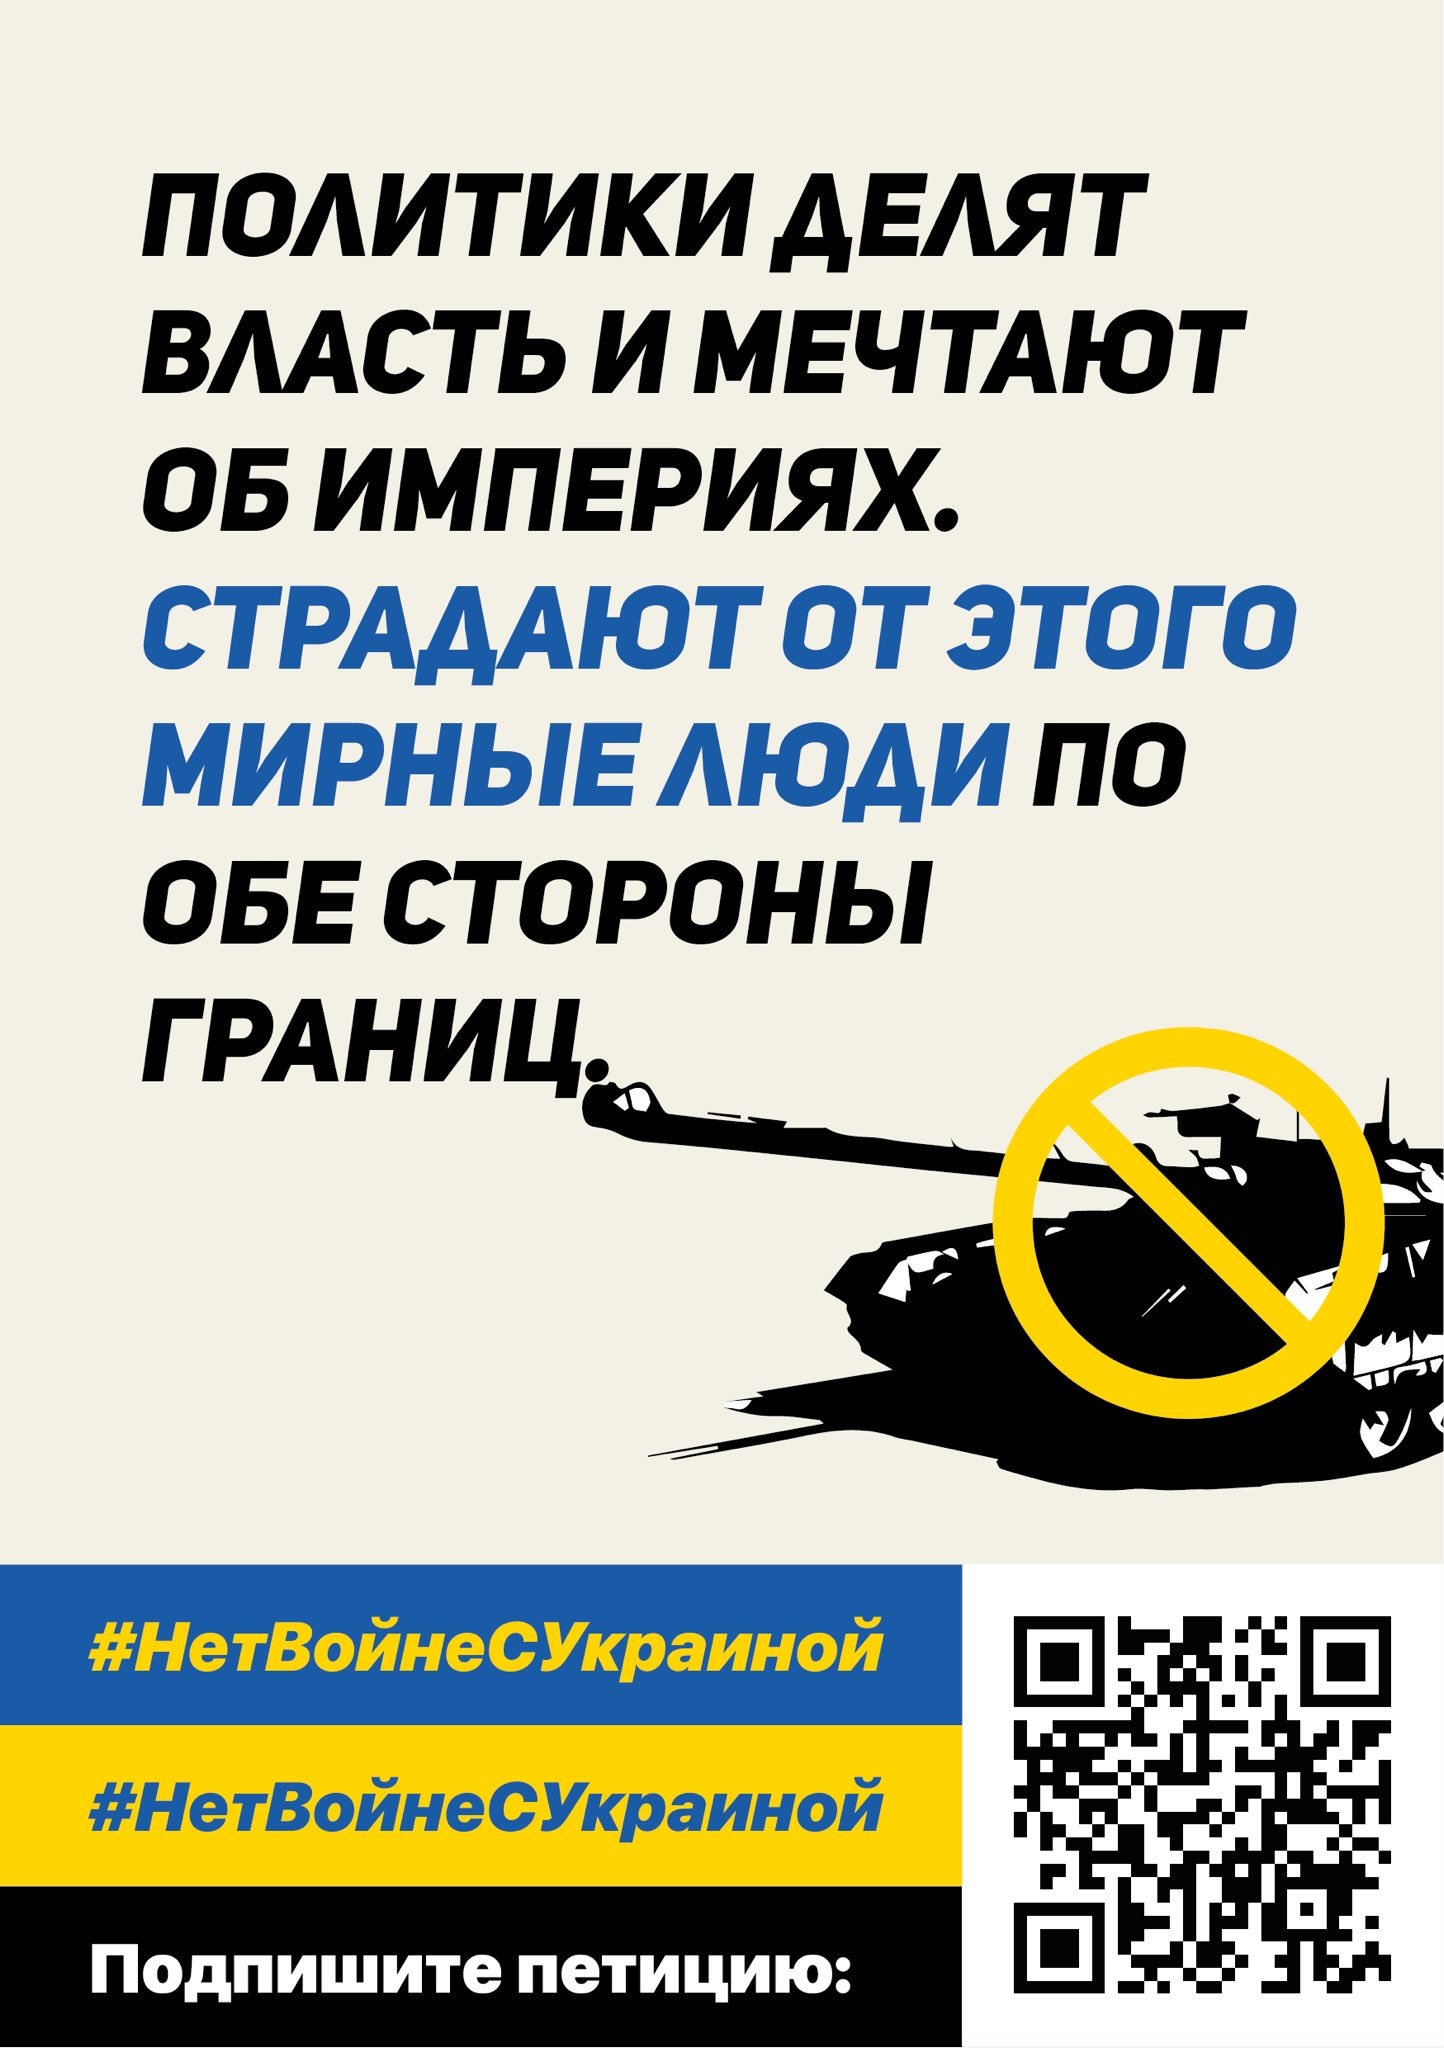 ПОЛИТИКИ ДЕЛЯТ
ВЛАСТЬ И МЕЧТАЮТ
ОБ ИМПЕРИЯХ.
СТРАДАЮТ ОТ ЭТОГО
МИРНЫЕ ЛЮДИ ПО
ОБЕ СТОРОНЫ
ГРАНИЦ.
#НетВойнеСУкраиной
#НетВойнеСУкраиной
Подпишите петицию: